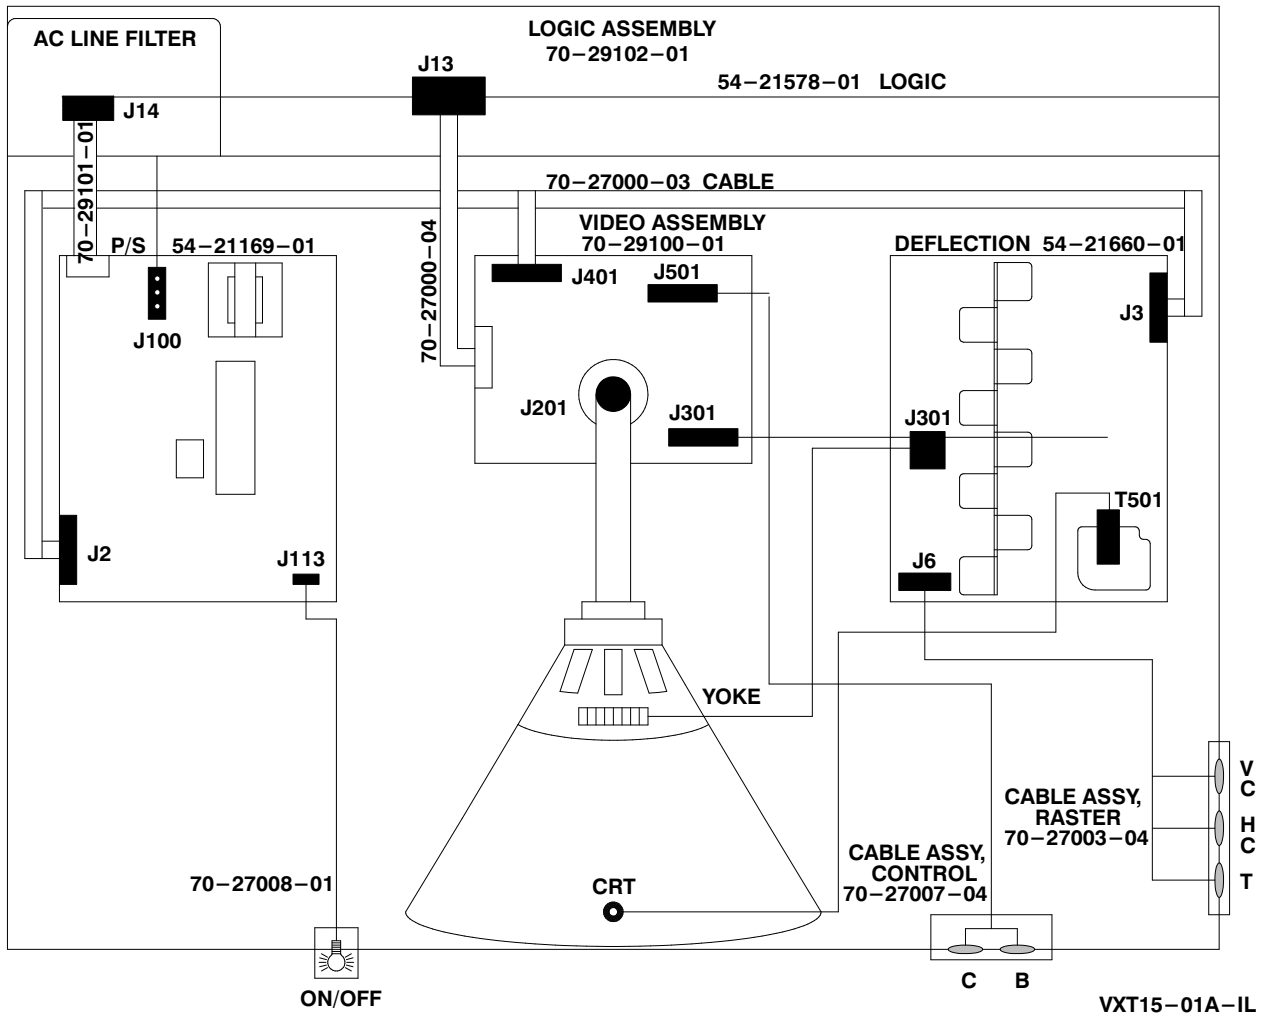 AC LINE FILTER
LOGIC ASSEMBLY
70-29102-01
J13
54-21578-01 LOGIC
J14
70-29101-01
70-27000-03 CABLE
P/S 54-21169-01
70-27000-04
VIDEO ASSEMBLY
70-29100-01
DEFLECTION 54-21660-01
J401
J501
J3
J100
J201
J301
J301
T501
J2
J113
J6
YOKE
V
C
H
C
T
CABLE ASSY,
RASTER
70-27003-04
CABLE ASSY,
CONTROL
70-27007-04
70-27008-01
CRT
ON/OFF
C
B
VXT15-01A-IL